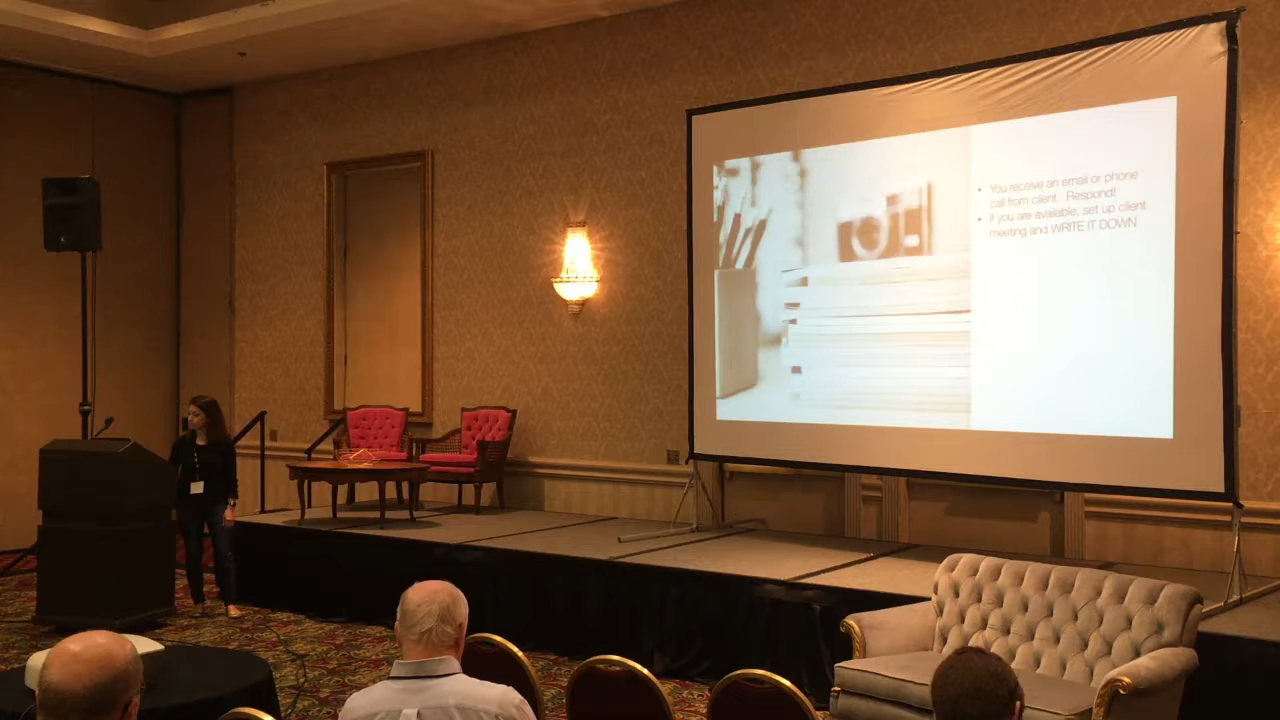 • You receive an email or phone
call from client. Respond!
• If you are available, set up client
meeting and WRITE IT DOWN